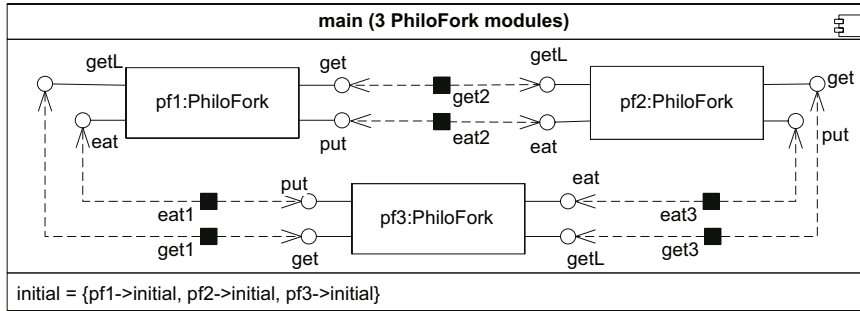 main (3 PhiloFork modules)
getL
get
getL
pf1:PhiloFork
get2
pf2:PhiloFork
get
eat
put
eat2
eat
put
put
eat
eat1
pf3:PhiloFork
eat3
get1
get
getL
get3
initial = {pf1->initial, pf2->initial, pf3->initial}